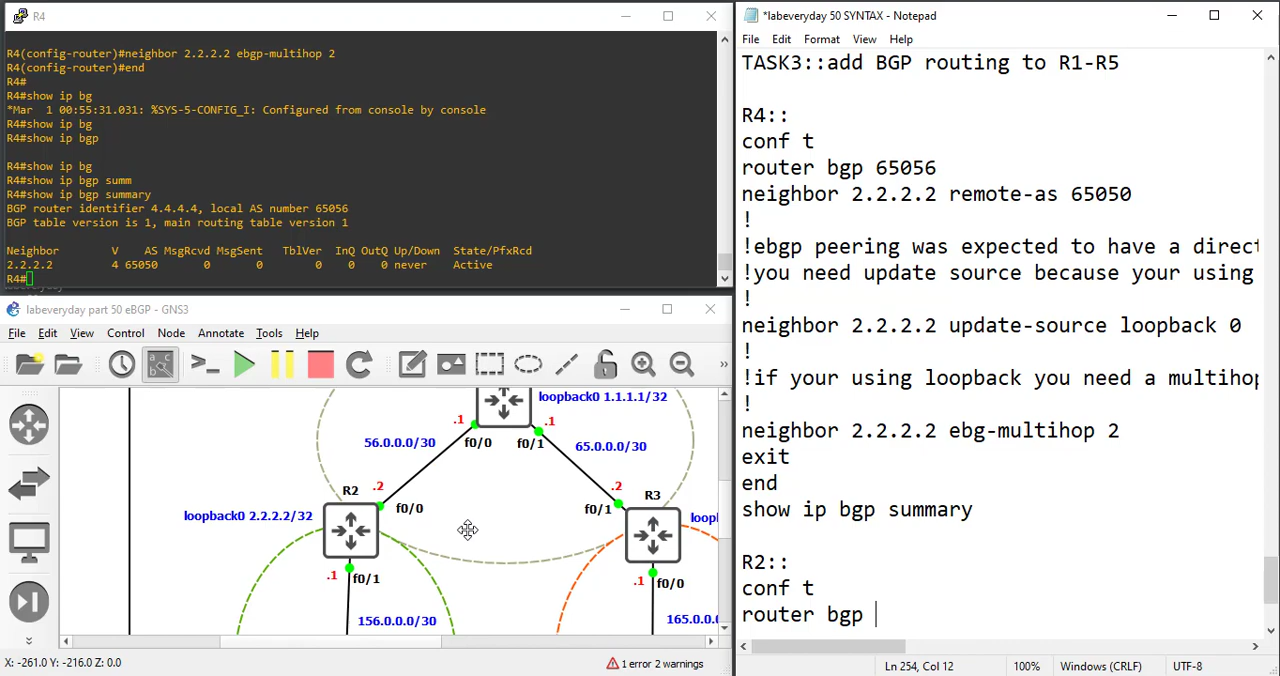 R4
R4(config-router)#neighbor 2.2.2.2 ebgp-multihop 2
R4(config-router)#end
R4#
R4#show ip bg
*Mar  1 00:55:31.031: %SYS-5-CONFIG_I: Configured from console by console
R4#show ip bg
R4#show ip bgp
R4#show ip bg
R4#show ip bgp summ
R4#show ip bgp summary
BGP router identifier 4.4.4.4, local AS number 65056
BGP table version is 1, main routing table version 1
Neighbor V AS MsgRcvd MsgSent TblVer InQ OutQ Up/Down State/PfxRcd
2.2.2.2 4 65050 0 0 0 0 0 never Active
R4#
labeveryday part 50 eBGP - GNS3
File Edit View Control Node Annotate Tools Help
loopback0 1.1.1.1/32
.1 .1
56.0.0.0/30 f0/0 f0/1 65.0.0.0/30
R2 .2 .2 R3
f0/0 f0/1
loopback0 2.2.2.2/32
.1 f0/1 .1 f0/0
156.0.0.0/30
X: -261.0 Y: -216.0 Z: 0.0
1 error 2 warnings
*labeveryday 50 SYNTAX - Notepad
File Edit Format View Help
TASK3::add BGP routing to R1-R5
R4::
conf t
router bgp 65056
neighbor 2.2.2.2 remote-as 65050
!
!ebgp peering was expected to have a direct
!you need update source because your using
!
neighbor 2.2.2.2 update-source loopback 0
!
!if your using loopback you need a multihop
!
neighbor 2.2.2.2 ebg-multihop 2
exit
end
show ip bgp summary
R2::
conf t
router bgp
Ln 254, Col 12 100% Windows (CRLF) UTF-8